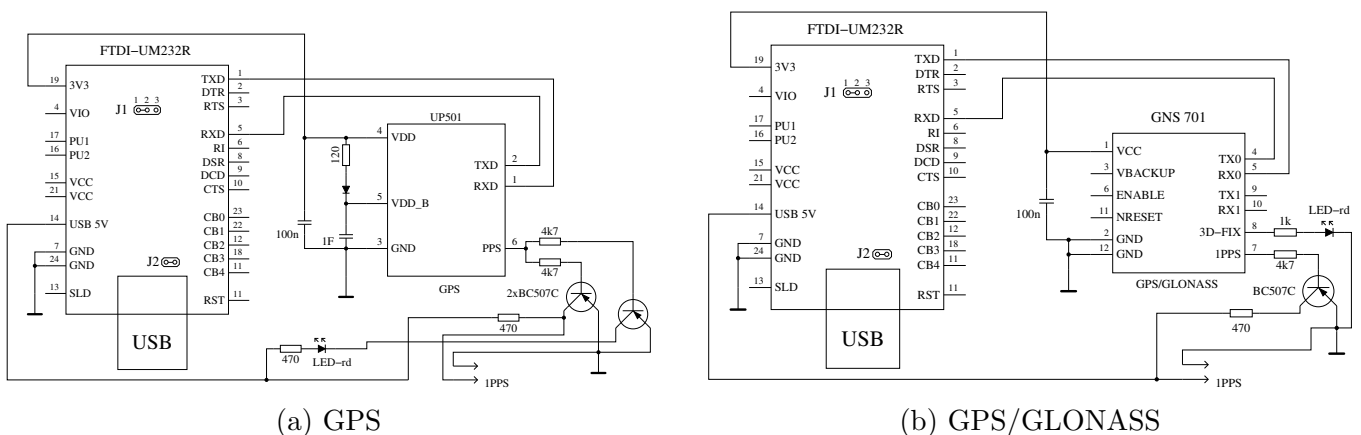 FTDI−UM232R
19
3V3
4
VIO
17
PU1
16
PU2
15
VCC
21
VCC
14
USB 5V
7
GND
24
GND
13
SLD
J1
1 2 3
J2
USB
TXD
1
DTR
2
RTS
3
RXD
5
RI
6
DSR
8
DCD
9
CTS
10
CB0
23
CB1
22
CB2
12
CB3
18
CB4
11
RST
11
120
1F
100n
UP501
4
VDD
5
VDD_B
3
GND
TXD
2
RXD
1
PPS
6
GPS
4k7
4k7
2xBC507C
470
470
LED−rd
1PPS
(a) GPS
FTDI−UM232R
19
3V3
4
VIO
17
PU1
16
PU2
15
VCC
21
VCC
14
USB 5V
7
GND
24
GND
13
SLD
J1
1 2 3
J2
USB
TXD
1
DTR
2
RTS
3
RXD
5
RI
6
DSR
8
DCD
9
CTS
10
CB0
23
CB1
22
CB2
12
CB3
18
CB4
11
RST
11
100n
GNS 701
1
VCC
3
VBACKUP
6
ENABLE
11
NRESET
2
GND
12
GND
TX0
4
RX0
5
TX1
9
RX1
10
3D−FIX
8
1PPS
7
GPS/GLONASS
1k
LED−rd
4k7
BC507C
470
1PPS
(b) GPS/GLONASS